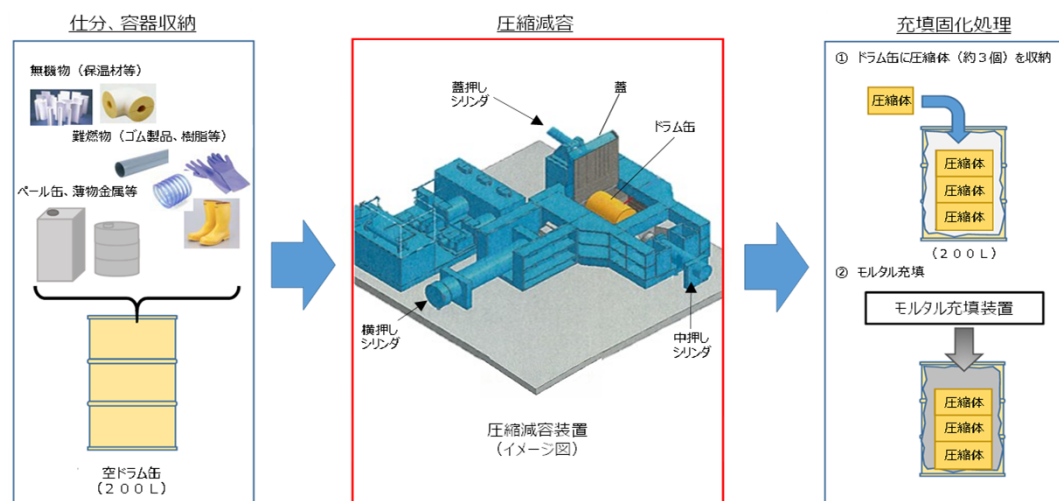 仕分、容器収納
無機物（保温材等）
難燃物（ゴム製品、樹脂等）
ペール缶、薄物金属等
空ドラム缶
（２００Ｌ）
圧縮減容
蓋押し
シリンダ
蓋
ドラム缶
横押し
シリンダ
中押し
シリンダ
圧縮減容装置
（イメージ図）
充填固化処理
① ドラム缶に圧縮体（約３個）を収納
圧縮体
圧縮体
圧縮体
圧縮体
（２００Ｌ）
② モルタル充填
モルタル充填装置
圧縮体
圧縮体
圧縮体